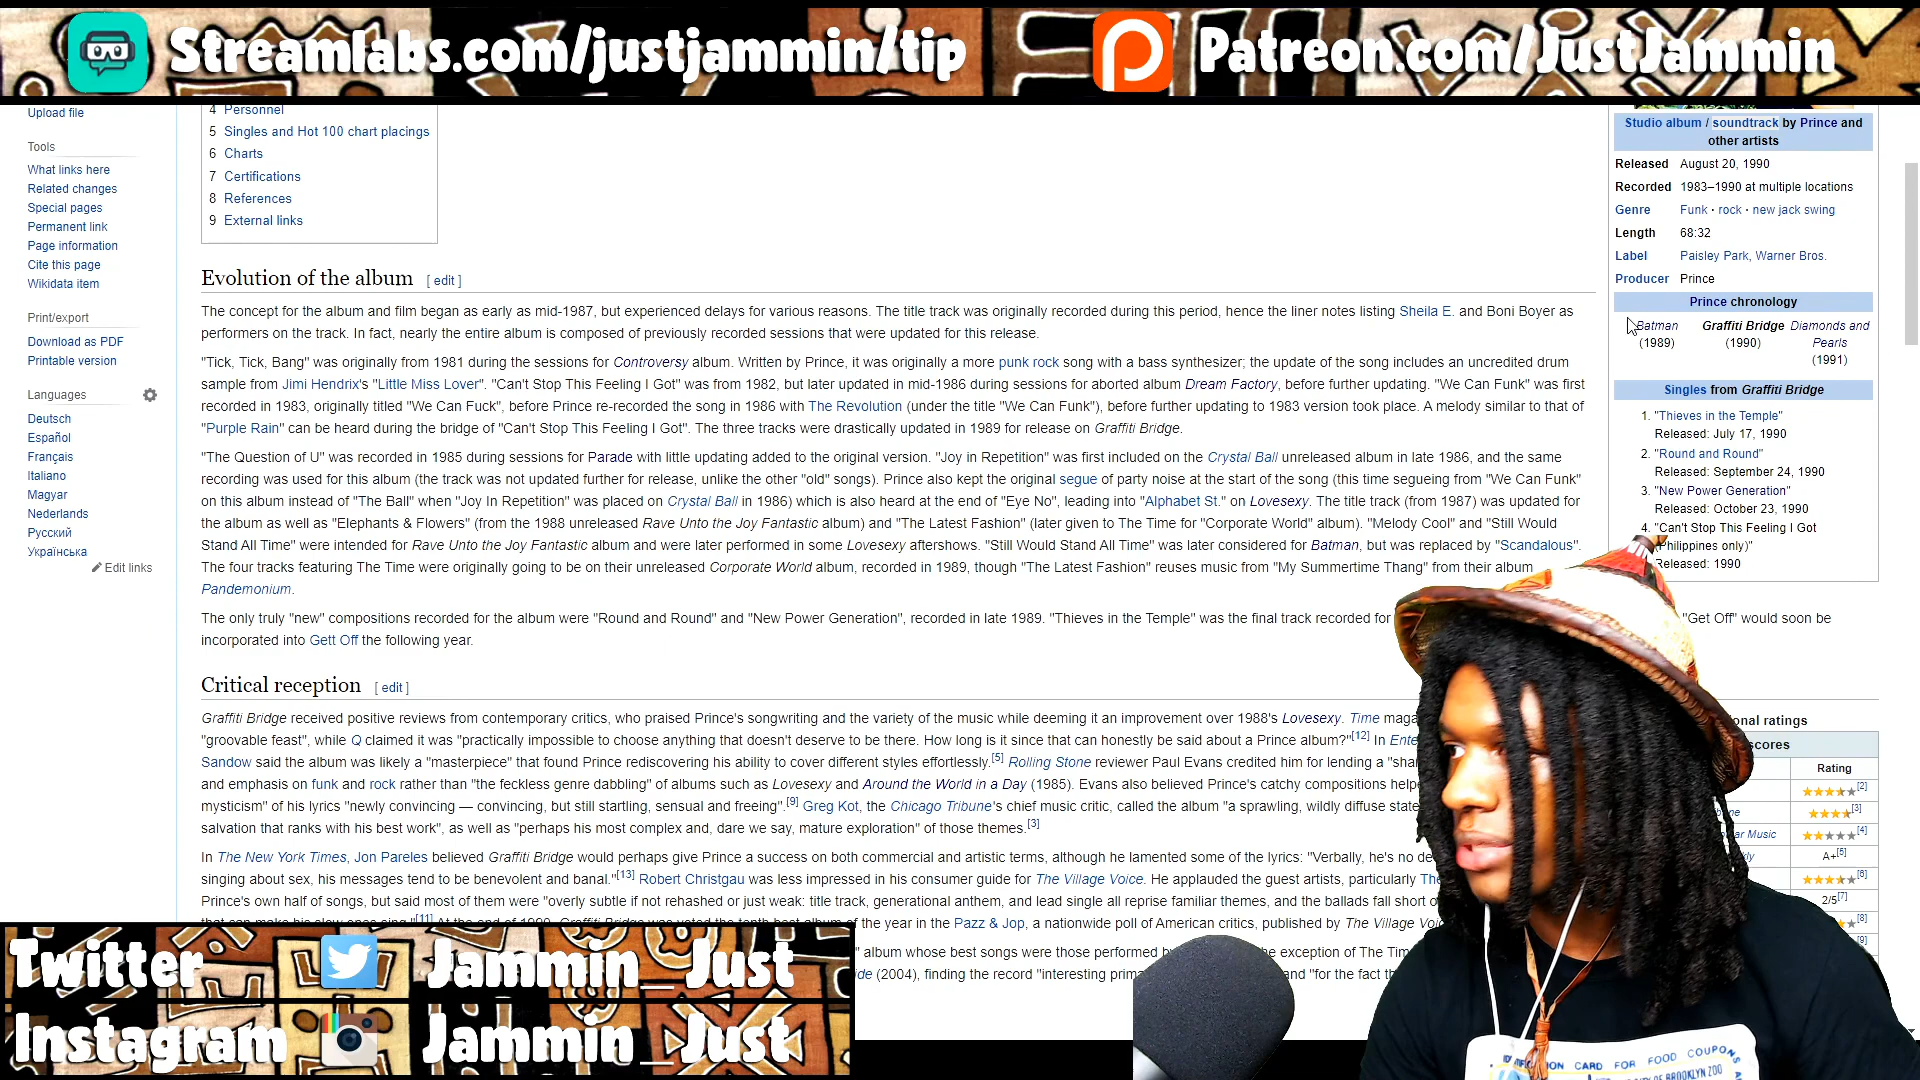 Streamlabs.com/justjammin/tip
Patreon.com/JustJammin
Upload file
Tools
What links here
Related changes
Special pages
Permanent link
Page information
Cite this page
Wikidata item
Print/export
Download as PDF
Printable version
Languages
Deutsch
Español
Français
Italiano
Magyar
Nederlands
Русский
Українська
Edit links
4 Personnel
5 Singles and Hot 100 chart placings
6 Charts
7 Certifications
8 References
9 External links
Evolution of the album [ edit ]
The concept for the album and film began as early as mid-1987, but experienced delays for various reasons. The title track was originally recorded during this period, hence the liner notes listing Sheila E. and Boni Boyer as
performers on the track. In fact, nearly the entire album is composed of previously recorded sessions that were updated for this release.
"Tick, Tick, Bang" was originally from 1981 during the sessions for Controversy album. Written by Prince, it was originally a more punk rock song with a bass synthesizer; the update of the song includes an uncredited drum
sample from Jimi Hendrix's "Little Miss Lover". "Can't Stop This Feeling I Got" was from 1982, but later updated in mid-1986 during sessions for aborted album Dream Factory, before further updating. "We Can Funk" was first
recorded in 1983, originally titled "We Can Fuck", before Prince re-recorded the song in 1986 with The Revolution (under the title "We Can Funk"), before further updating to 1983 version took place. A melody similar to that of
"Purple Rain" can be heard during the bridge of "Can't Stop This Feeling I Got". The three tracks were drastically updated in 1989 for release on Graffiti Bridge.
"The Question of U" was recorded in 1985 during sessions for Parade with little updating added to the original version. "Joy in Repetition" was first included on the Crystal Ball unreleased album in late 1986, and the same
recording was used for this album (the track was not updated further for release, unlike the other "old" songs). Prince also kept the original segue of party noise at the start of the song (this time segueing from "We Can Funk"
on this album instead of "The Ball" when "Joy In Repetition" was placed on Crystal Ball in 1986) which is also heard at the end of "Eye No", leading into "Alphabet St." on Lovesexy. The title track (from 1987) was updated for
the album as well as "Elephants & Flowers" (from the 1988 unreleased Rave Unto the Joy Fantastic album) and "The Latest Fashion" (later given to The Time for "Corporate World" album). "Melody Cool" and "Still Would
Stand All Time" were intended for Rave Unto the Joy Fantastic album and were later performed in some Lovesexy aftershows. "Still Would Stand All Time" was later considered for Batman, but was replaced by "Scandalous".
The four tracks featuring The Time were originally going to be on their unreleased Corporate World album, recorded in 1989, though "The Latest Fashion" reuses music from "My Summertime Thang" from their album
Pandemonium.
The only truly "new" compositions recorded for the album were "Round and Round" and "New Power Generation", recorded in late 1989. "Thieves in the Temple" was the final track recorded for "Get Off" would soon be
incorporated into Gett Off the following year.
Critical reception [ edit ]
Graffiti Bridge received positive reviews from contemporary critics, who praised Prince's songwriting and the variety of the music while deeming it an improvement over 1988's Lovesexy. Time
"groovable feast", while Q claimed it was "practically impossible to choose anything that doesn't deserve to be there. How long is it since that can honestly be said about a Prince album?"[12] In
Sandow said the album was likely a "masterpiece" that found Prince rediscovering his ability to cover different styles effortlessly.[5] Rolling Stone reviewer Paul Evans credited him for lending a
and emphasis on funk and rock rather than "the feckless genre dabbling" of albums such as Lovesexy and Around the World in a Day (1985). Evans also believed Prince's catchy compositions
mysticism" of his lyrics "newly convincing — convincing, but still startling, sensual and freeing".[9] Greg Kot, the Chicago Tribune's chief music critic, called the album "a sprawling, wildly diffuse
salvation that ranks with his best work", as well as "perhaps his most complex and, dare we say, mature exploration" of those themes.[3]
In The New York Times, Jon Pareles believed Graffiti Bridge would perhaps give Prince a success on both commercial and artistic terms, although he lamented some of the lyrics: "Verbally, he's no
singing about sex, his messages tend to be benevolent and banal."[13] Robert Christgau was less impressed in his consumer guide for The Village Voice. He applauded the guest artists, particularly
Prince's own half of songs, but said most of them were "overly subtle if not rehashed or just weak: title track, generational anthem, and lead single all reprise familiar themes, and the ballads fall short
of the year in the Pazz & Jop, a nationwide poll of American critics, published by The Village
album whose best songs were those performed exception of The
(2004), finding the record "interesting and "for the fact
Studio album / soundtrack by Prince and
other artists
Released August 20, 1990
Recorded 1983–1990 at multiple locations
Genre Funk · rock · new jack swing
Length 68:32
Label Paisley Park, Warner Bros.
Producer Prince
Prince chronology
Batman Graffiti Bridge Diamonds and
(1989) (1990) Pearls
(1991)
Singles from Graffiti Bridge
1. "Thieves in the Temple"
Released: July 17, 1990
2. "Round and Round"
Released: September 24, 1990
3. "New Power Generation"
Released: October 23, 1990
4. "Can't Stop This Feeling I Got
(Philippines only)"
Released: 1990
ratings
scores
Rating
[2]
[3]
Music [4]
A+[5]
[6]
2/5[7]
[8]
[9]
Twitter Jammin_Just
Instagram Jammin_Just
CARD FOR FOOD COUPONS
OF BROOKLYN ZOO